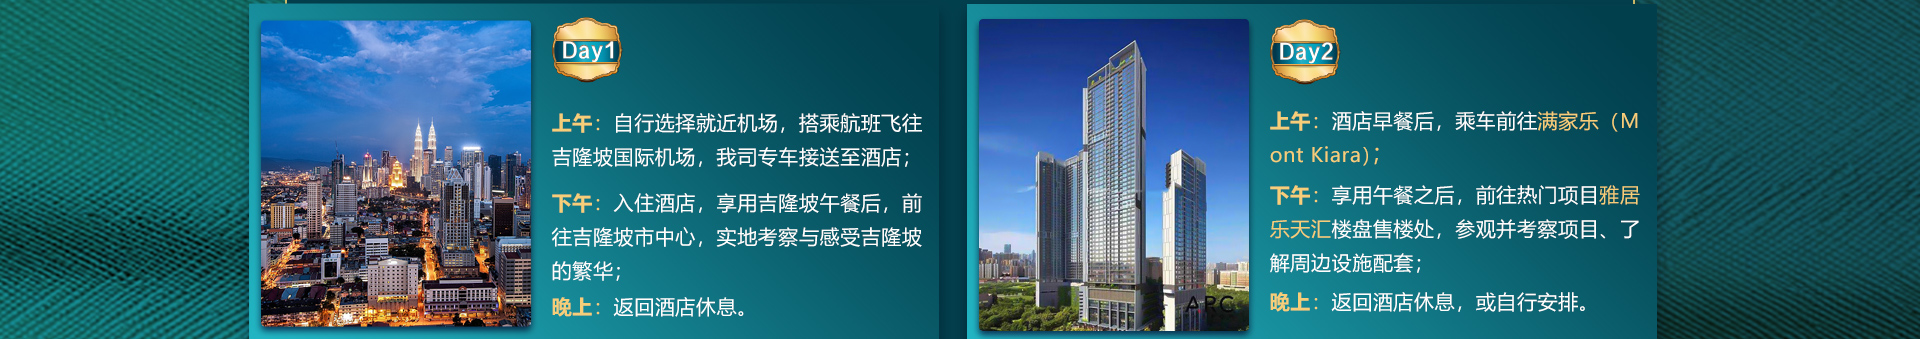 Day1
上午：自行选择就近机场，搭乘航班飞往
吉隆坡国际机场，我司专车接送至酒店；
下午：入住酒店，享用吉隆坡午餐后，前
往吉隆坡市中心，实地考察与感受吉隆坡
的繁华；
晚上：返回酒店休息。
Day2
上午：酒店早餐后，乘车前往满家乐（M
ont Kiara)；
下午：享用午餐之后，前往热门项目雅居
乐天汇楼盘售楼处，参观并考察项目、了
解周边设施配套；
晚上：返回酒店休息，或自行安排。
ARC